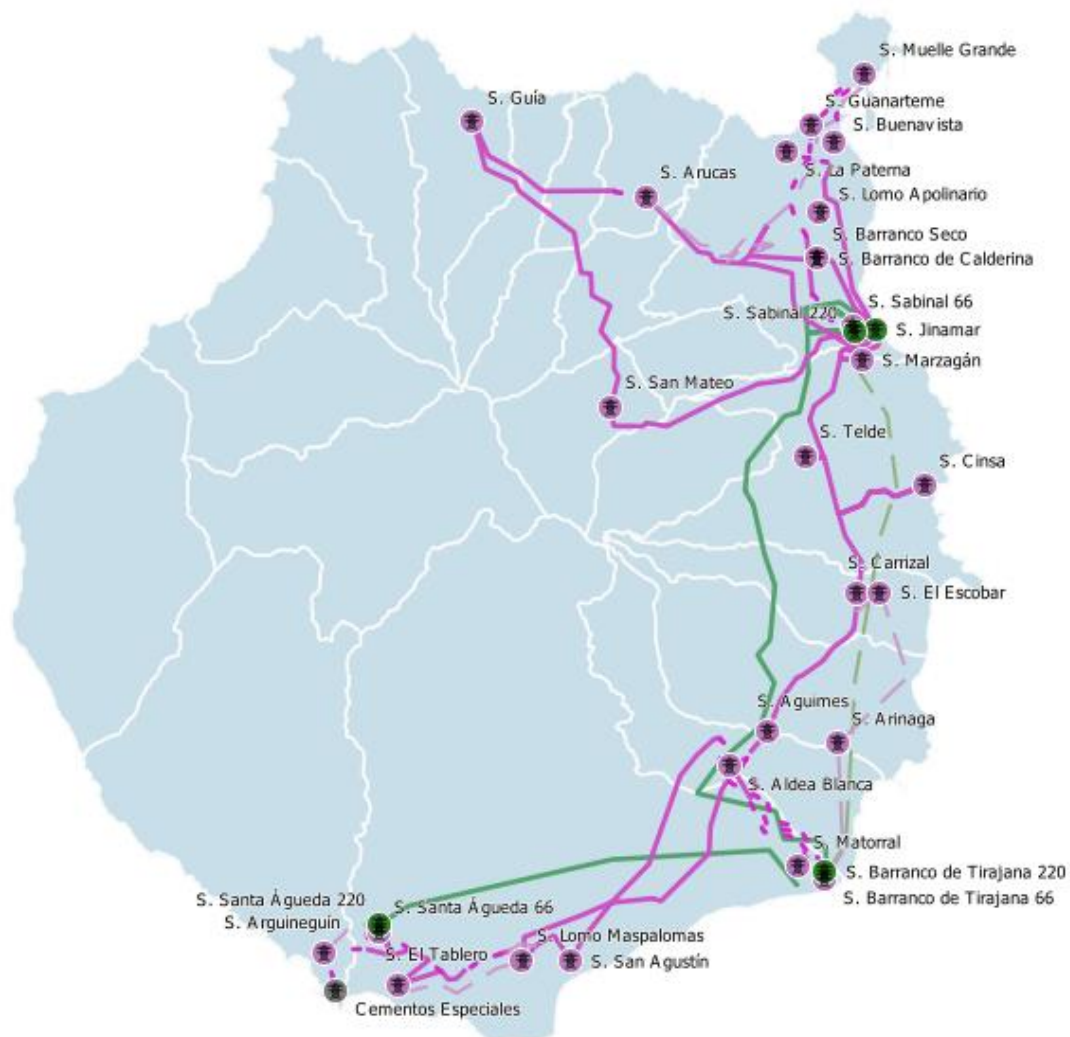 S. Muelle Grande
S. Guía
S. Guanarteme
S. Buenavista
S. La Paterna
S. Arucas
S. Lomo Apolinario
S. Barranco Seco
S. Barranco de Calderina
S. Sabinal 66
S. Sabinal 220
S. Jinamar
S. Marzagán
S. San Mateo
S. Telde
S. Cinsa
S. Carrizal
S. El Escobar
S. Aguimes
S. Arinaga
S. Aldea Blanca
S. Matorral
S. Barranco de Tirajana 220
S. Barranco de Tirajana 66
S. Santa Águeda 220
S. Santa Águeda 66
S. Arguineguín
S. Lomo Maspalomas
S. El Tablero
S. San Agustín
Cementos Especiales